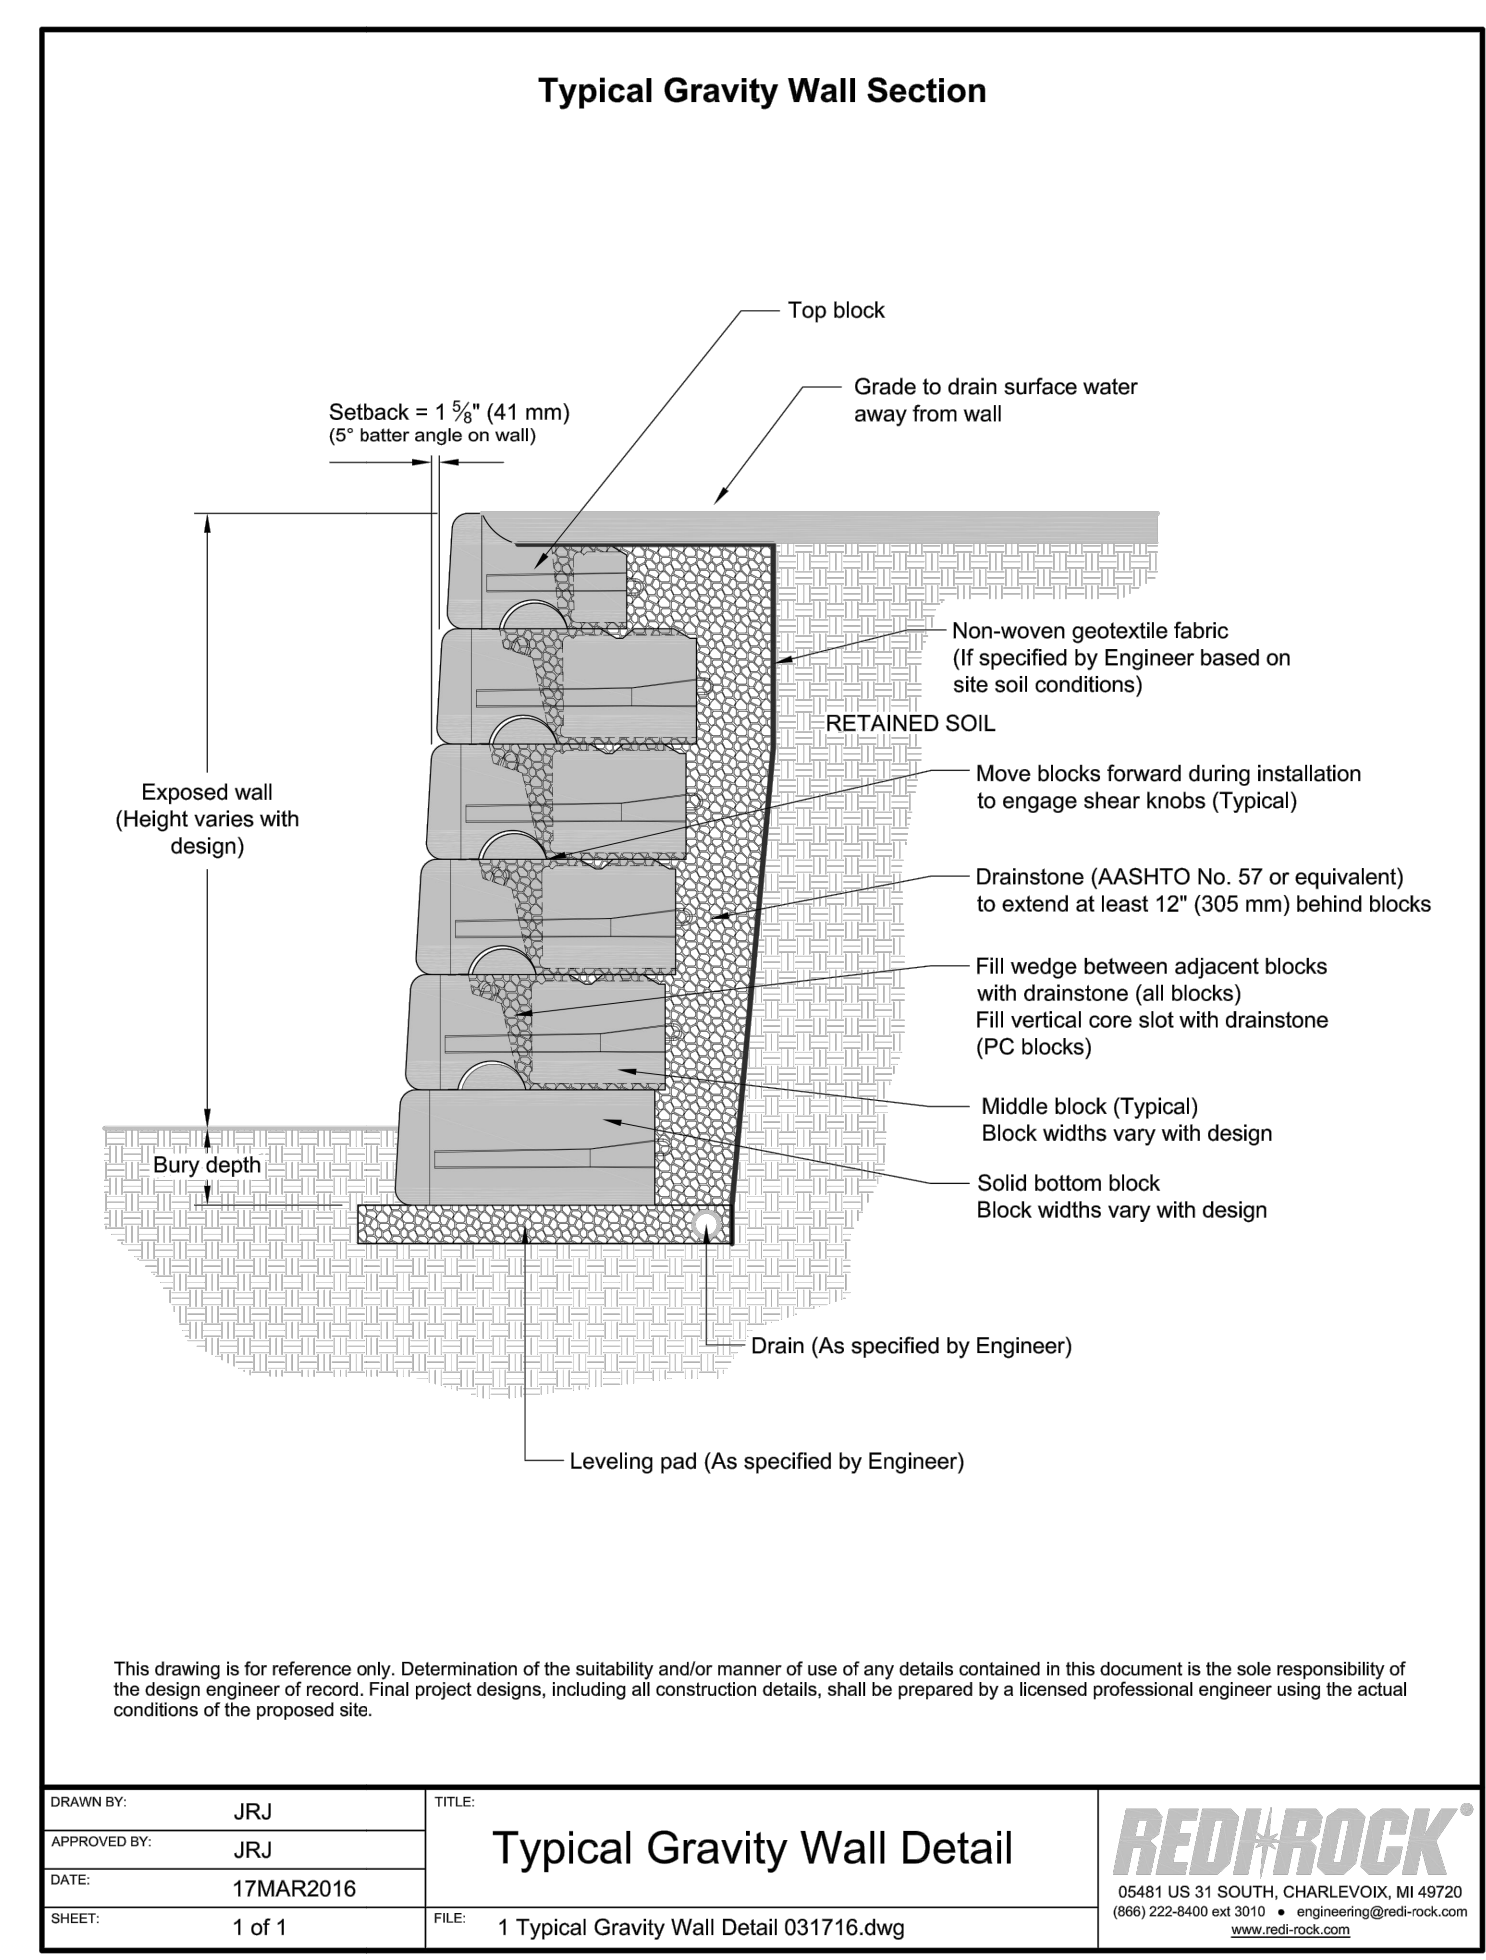 Typical Gravity Wall Section
Top block
Grade to drain surface water
away from wall
Setback = 1 5⁄8" (41 mm)
(5° batter angle on wall)
Non-woven geotextile fabric
(If specified by Engineer based on
site soil conditions)
RETAINED SOIL
Move blocks forward during installation
to engage shear knobs (Typical)
Exposed wall
(Height varies with
design)
Drainstone (AASHTO No. 57 or equivalent)
to extend at least 12" (305 mm) behind blocks
Fill wedge between adjacent blocks
with drainstone (all blocks)
Fill vertical core slot with drainstone
(PC blocks)
Middle block (Typical)
Block widths vary with design
Bury depth
Solid bottom block
Block widths vary with design
Drain (As specified by Engineer)
Leveling pad (As specified by Engineer)
This drawing is for reference only. Determination of the suitability and/or manner of use of any details contained in this document is the sole responsibility of
the design engineer of record. Final project designs, including all construction details, shall be prepared by a licensed professional engineer using the actual
conditions of the proposed site.
DRAWN BY: JRJ
APPROVED BY: JRJ
DATE: 17MAR2016
SHEET: 1 of 1
TITLE:
Typical Gravity Wall Detail
FILE: 1 Typical Gravity Wall Detail 031716.dwg
REDI ROCK®
05481 US 31 SOUTH, CHARLEVOIX, MI 49720
(866) 222-8400 ext 3010 • engineering@redi-rock.com
www.redi-rock.com